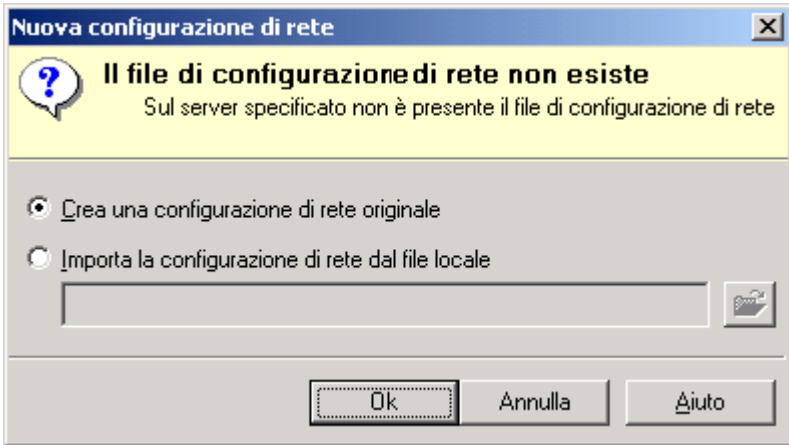 Nuova configurazione di rete
Il file di configurazione di rete non esiste
Sul server specificato non è presente il file di configurazione di rete
Crea una configurazione di rete originale
Importa la configurazione di rete dal file locale
Ok
Annulla
Aiuto